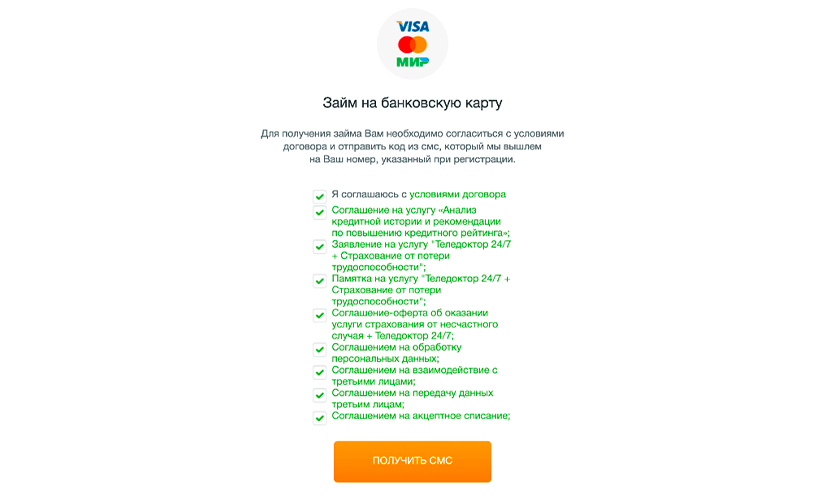 VISA
МИР
Займ на банковскую карту
Для получения займа Вам необходимо согласиться с условиями
договора и отправить код из смс, который мы вышлем
на Ваш номер, указанный при регистрации.
Я соглашаюсь с условиями договора
Соглашение на услугу «Анализ
кредитной истории и рекомендации
по повышению кредитного рейтинга»;
Заявление на услугу "Теледоктор 24/7
+ Страхование от потери
трудоспособности";
Памятка на услугу "Теледоктор 24/7 +
Страхование от потери
трудоспособности";
Соглашение-оферта об оказании
услуги страхования от несчастного
случая + Теледоктор 24/7;
Соглашением на обработку
персональных данных;
Соглашением на взаимодействие с
третьими лицами;
Соглашением на передачу данных
третьим лицам;
Соглашением на акцептное списание;
ПОЛУЧИТЬ СМС